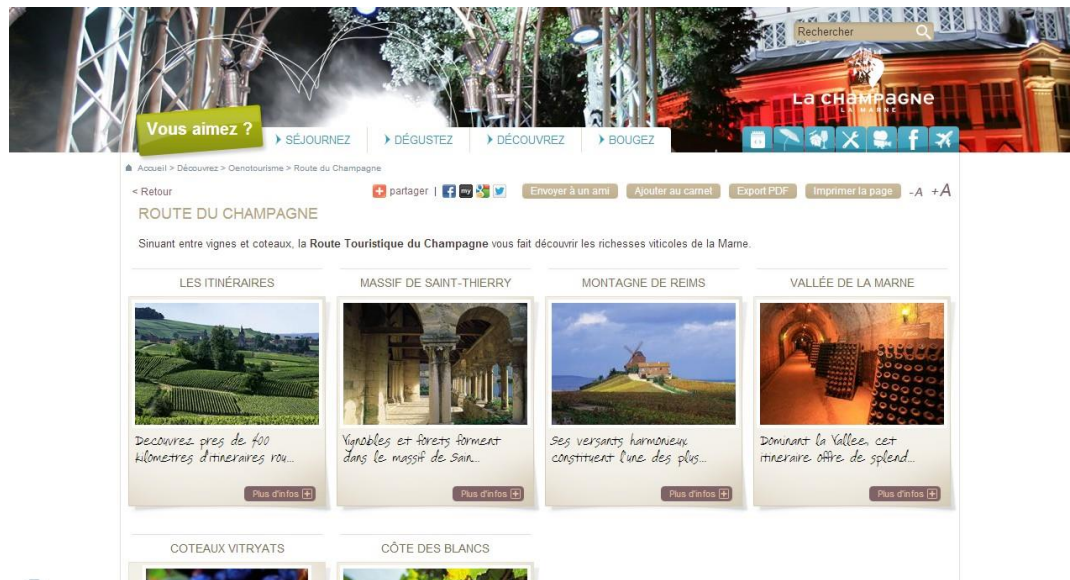 Rechercher
La CHamPaGNe
LA MARNE
Vous aimez ?
SÉJOURNEZ
DÉGUSTEZ
DÉCOUVREZ
BOUGEZ
Accueil > Découvrez > Oenotourisme > Route du Champagne
< Retour
partager |
Envoyer à un ami
Ajouter au carnet
Export PDF
Imprimer la page
-A +A
ROUTE DU CHAMPAGNE
Sinuant entre vignes et coteaux, la Route Touristique du Champagne vous fait découvrir les richesses viticoles de la Marne.
LES ITINÉRAIRES
Decouvrez pres de 400
kilometres d'itineraires rou...
Plus d'infos
MASSIF DE SAINT-THIERRY
Vignobles et forets forment
dans le massif de Sain...
Plus d'infos
MONTAGNE DE REIMS
Ses versants harmonieux
constituent l'une des plus...
Plus d'infos
VALLÉE DE LA MARNE
Dominant la Vallee, cet
itineraire offre de splend...
Plus d'infos
COTEAUX VITRYATS
CÔTE DES BLANCS